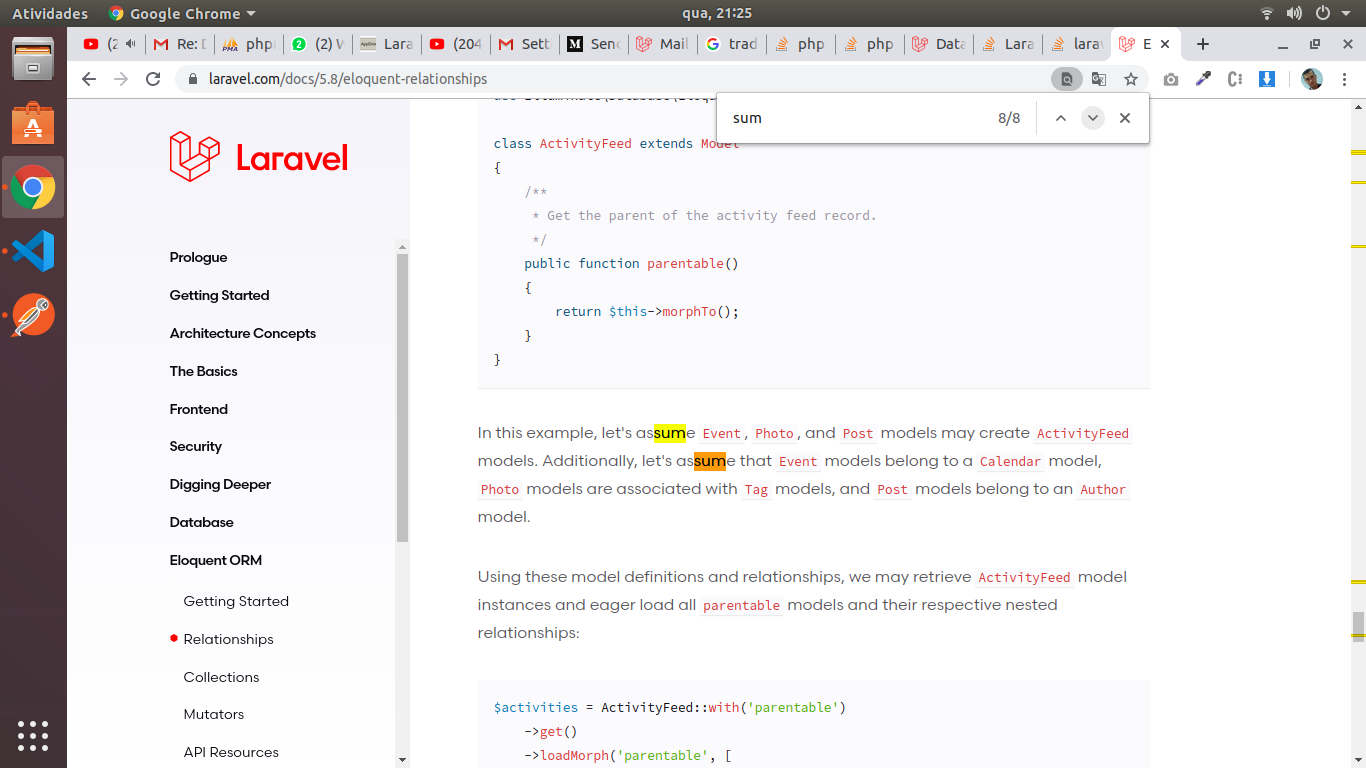 Atividades Google Chrome qua, 21:25
(2 Re: D php (2) W Lara (204 Sett Senc Mail trad php php Data Lara larav E
laravel.com/docs/5.8/eloquent-relationships
sum 8/8
Laravel
Prologue
Getting Started
Architecture Concepts
The Basics
Frontend
Security
Digging Deeper
Database
Eloquent ORM
Getting Started
Relationships
Collections
Mutators
API Resources
class ActivityFeed extends Model
{
/**
* Get the parent of the activity feed record.
*/
public function parentable()
{
return $this->morphTo();
}
}
In this example, let's assume Event, Photo, and Post models may create ActivityFeed
models. Additionally, let's assume that Event models belong to a Calendar model,
Photo models are associated with Tag models, and Post models belong to an Author
model.
Using these model definitions and relationships, we may retrieve ActivityFeed model
instances and eager load all parentable models and their respective nested
relationships:
$activities = ActivityFeed::with('parentable')
->get()
->loadMorph('parentable', [